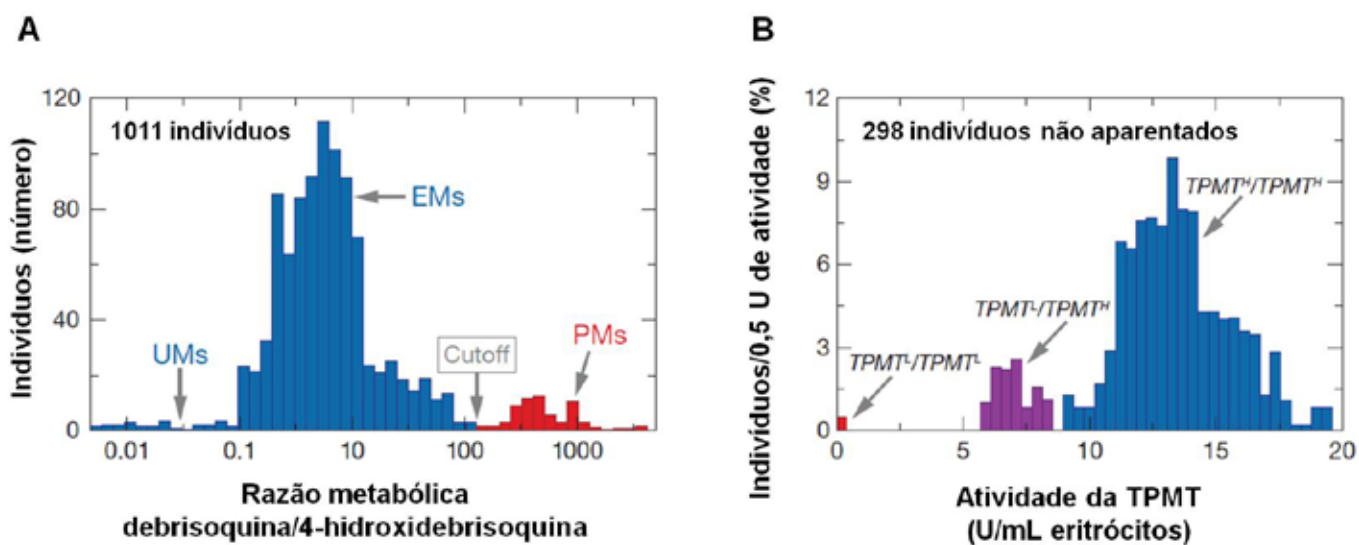 A
Indivíduos (número)
120
80
40
0
1011 indivíduos
EMs
UMs
Cutoff
PMs
0.01
0.1
10
100
1000
Razão metabólica
debrisoquina/4-hidroxidebrisoquina
B
Indivíduos/0,5 U de atividade (%)
12
9
6
3
0
298 indivíduos não aparentados
TPMTᴴ/TPMTᴴ
TPMTᴸ/TPMTᴴ
TPMTᴸ/TPMTᴸ
0
5
10
15
20
Atividade da TPMT
(U/mL eritrócitos)